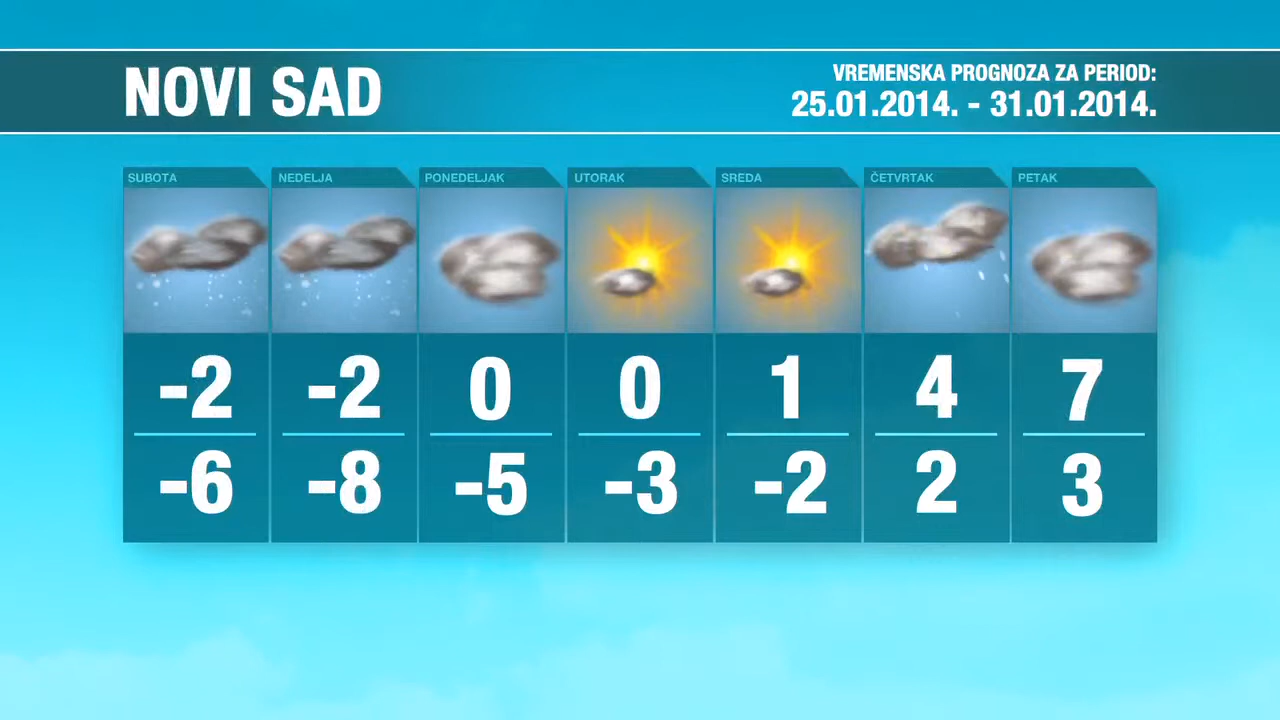 NOVI SAD
VREMENSKA PROGNOZA ZA PERIOD:
25.01.2014. - 31.01.2014.
SUBOTA NEDELJA PONEDELJAK UTORAK SREDA ČETVRTAK PETAK
-2 -2 0 0 1 4 7
-6 -8 -5 -3 -2 2 3